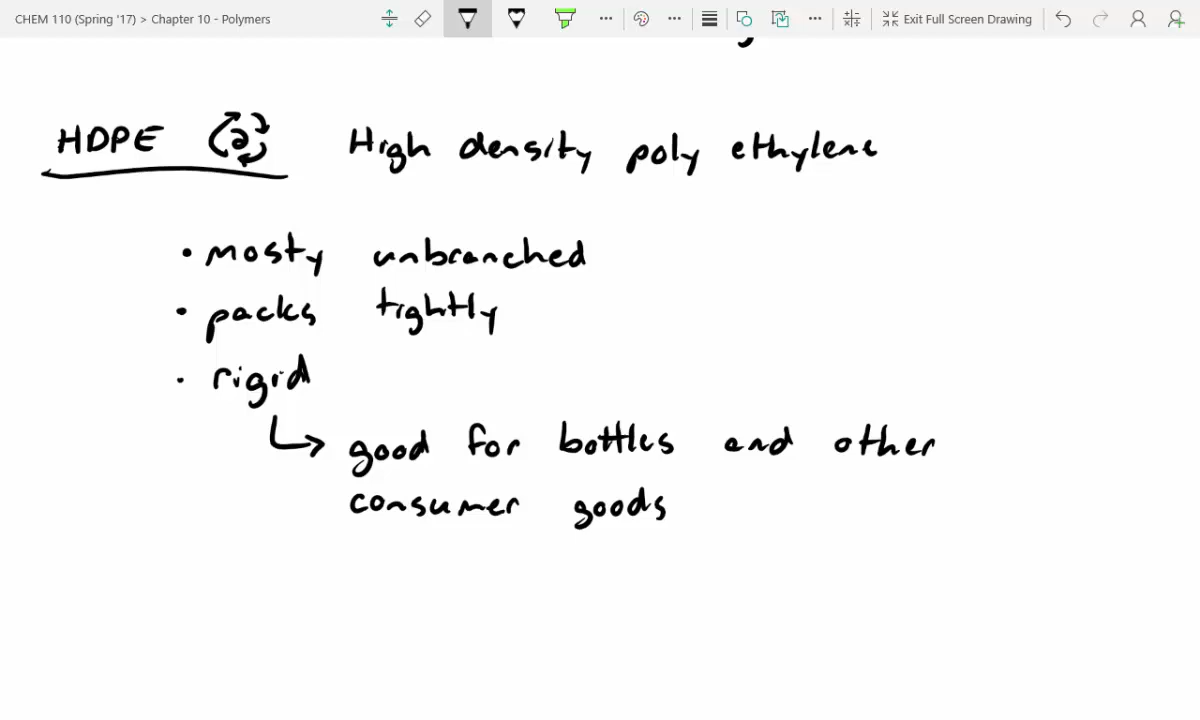 CHEM 110 (Spring '17) > Chapter 10 - Polymers
Exit Full Screen Drawing
HDPE 2 High density poly ethylene
• mosty unbranched
• packs tightly
• rigid
good for bottles and other
consumer goods